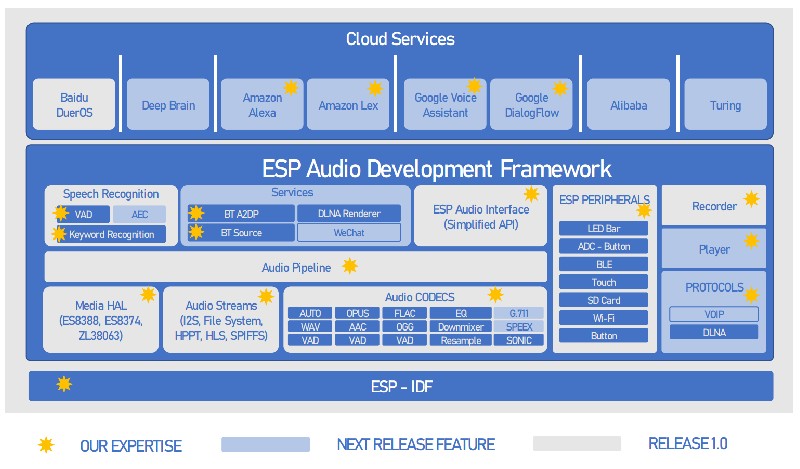 Cloud Services
Baidu
DuerOS
Deep Brain
Amazon
Alexa
Amazon Lex
Google Voice
Assistant
Google
DialogFlow
Alibaba
Turing
ESP Audio Development Framework
Speech Recognition
VAD
AEC
Keyword Recognition
Services
BT A2DP
DLNA Renderer
BT Source
WeChat
ESP Audio Interface
(Simplified API)
ESP PERIPHERALS
LED Bar
ADC - Button
BLE
Touch
SD Card
Wi-Fi
Button
Recorder
Player
PROTOCOLS
VOIP
DLNA
Audio Pipeline
Media HAL
(ES8388, ES8374,
ZL38063)
Audio Streams
(I2S, File System,
HPPT, HLS, SPIFFS)
Audio CODECS
AUTO OPUS FLAC EQ G.711
WAV AAC OGG Downmixer SPEEX
VAD VAD VAD Resample SONIC
ESP - IDF
OUR EXPERTISE
NEXT RELEASE FEATURE
RELEASE 1.0